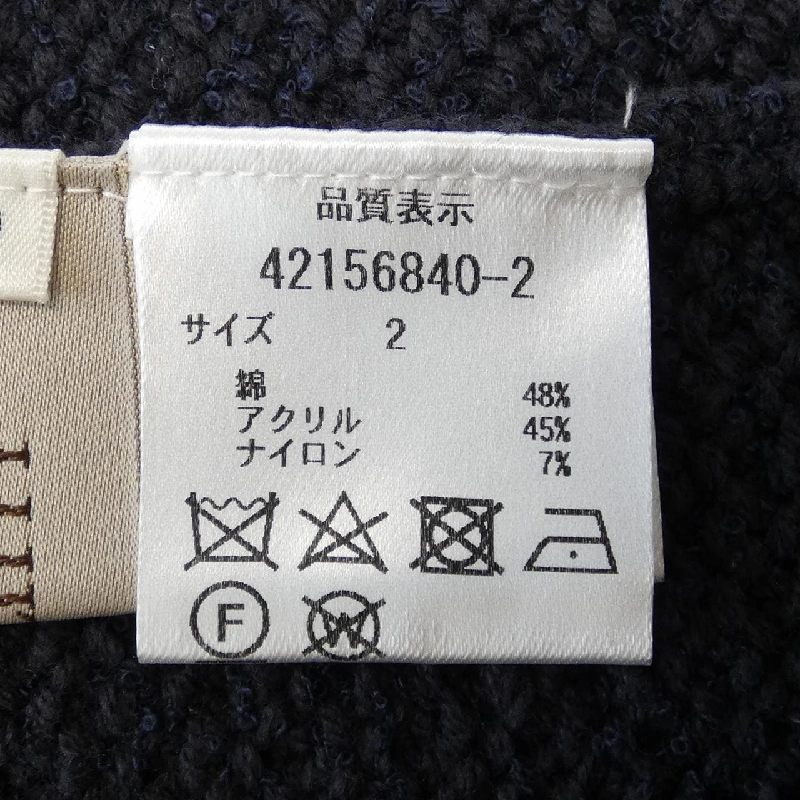 品質表示
42156840-2
サイズ 2
綿 48%
アクリル 45%
ナイロン 7%
F
W